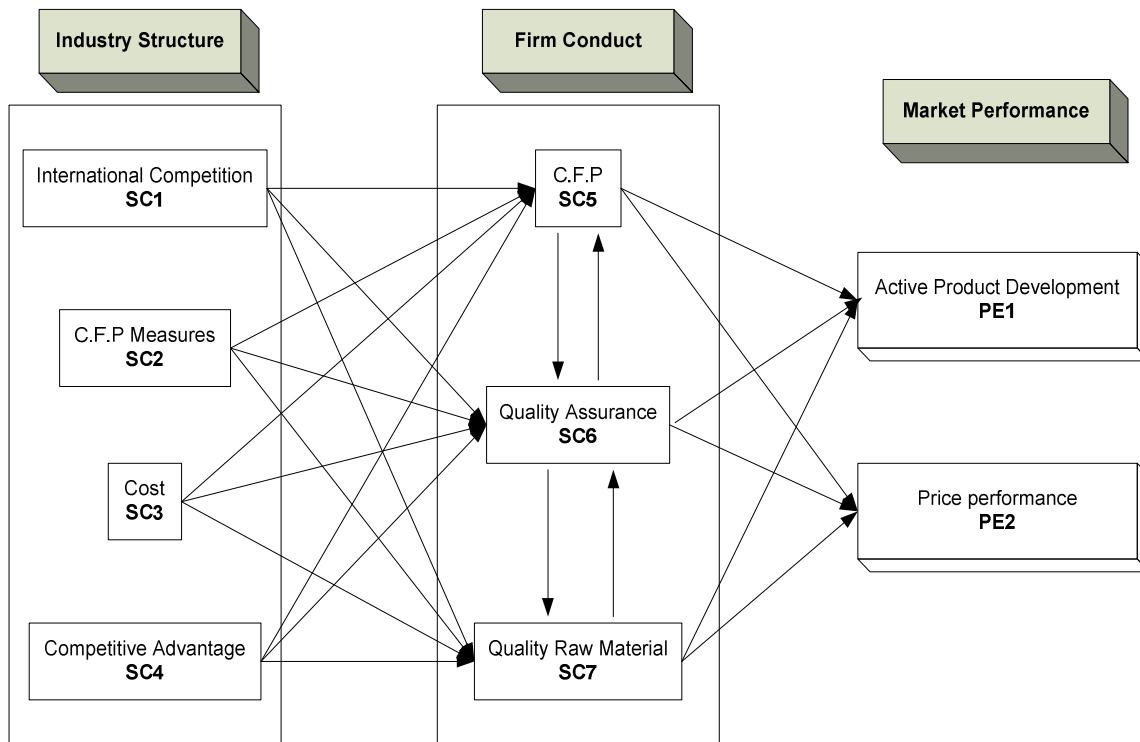 Industry Structure
Firm Conduct
Market Performance
International Competition
SC1
C.F.P Measures
SC2
Cost
SC3
Competitive Advantage
SC4
C.F.P
SC5
Quality Assurance
SC6
Quality Raw Material
SC7
Active Product Development
PE1
Price performance
PE2